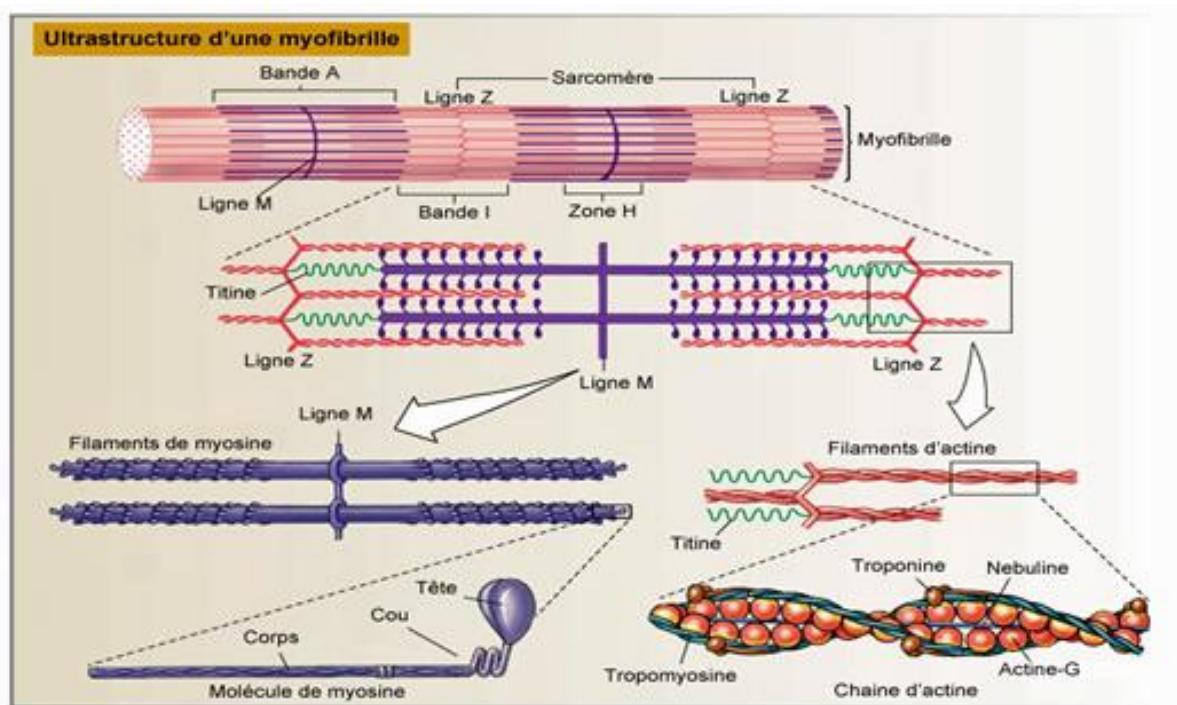 Ultrastructure d'une myofibrille
Bande A
Sarcomère
Ligne Z
Ligne Z
Myofibrille
Ligne M
Bande I
Zone H
Titine
Ligne Z
Ligne Z
Ligne M
Ligne M
Filaments de myosine
Filaments d'actine
Titine
Troponine
Nebuline
Tête
Cou
Corps
Molécule de myosine
Tropomyosine
Actine-G
Chaine d'actine